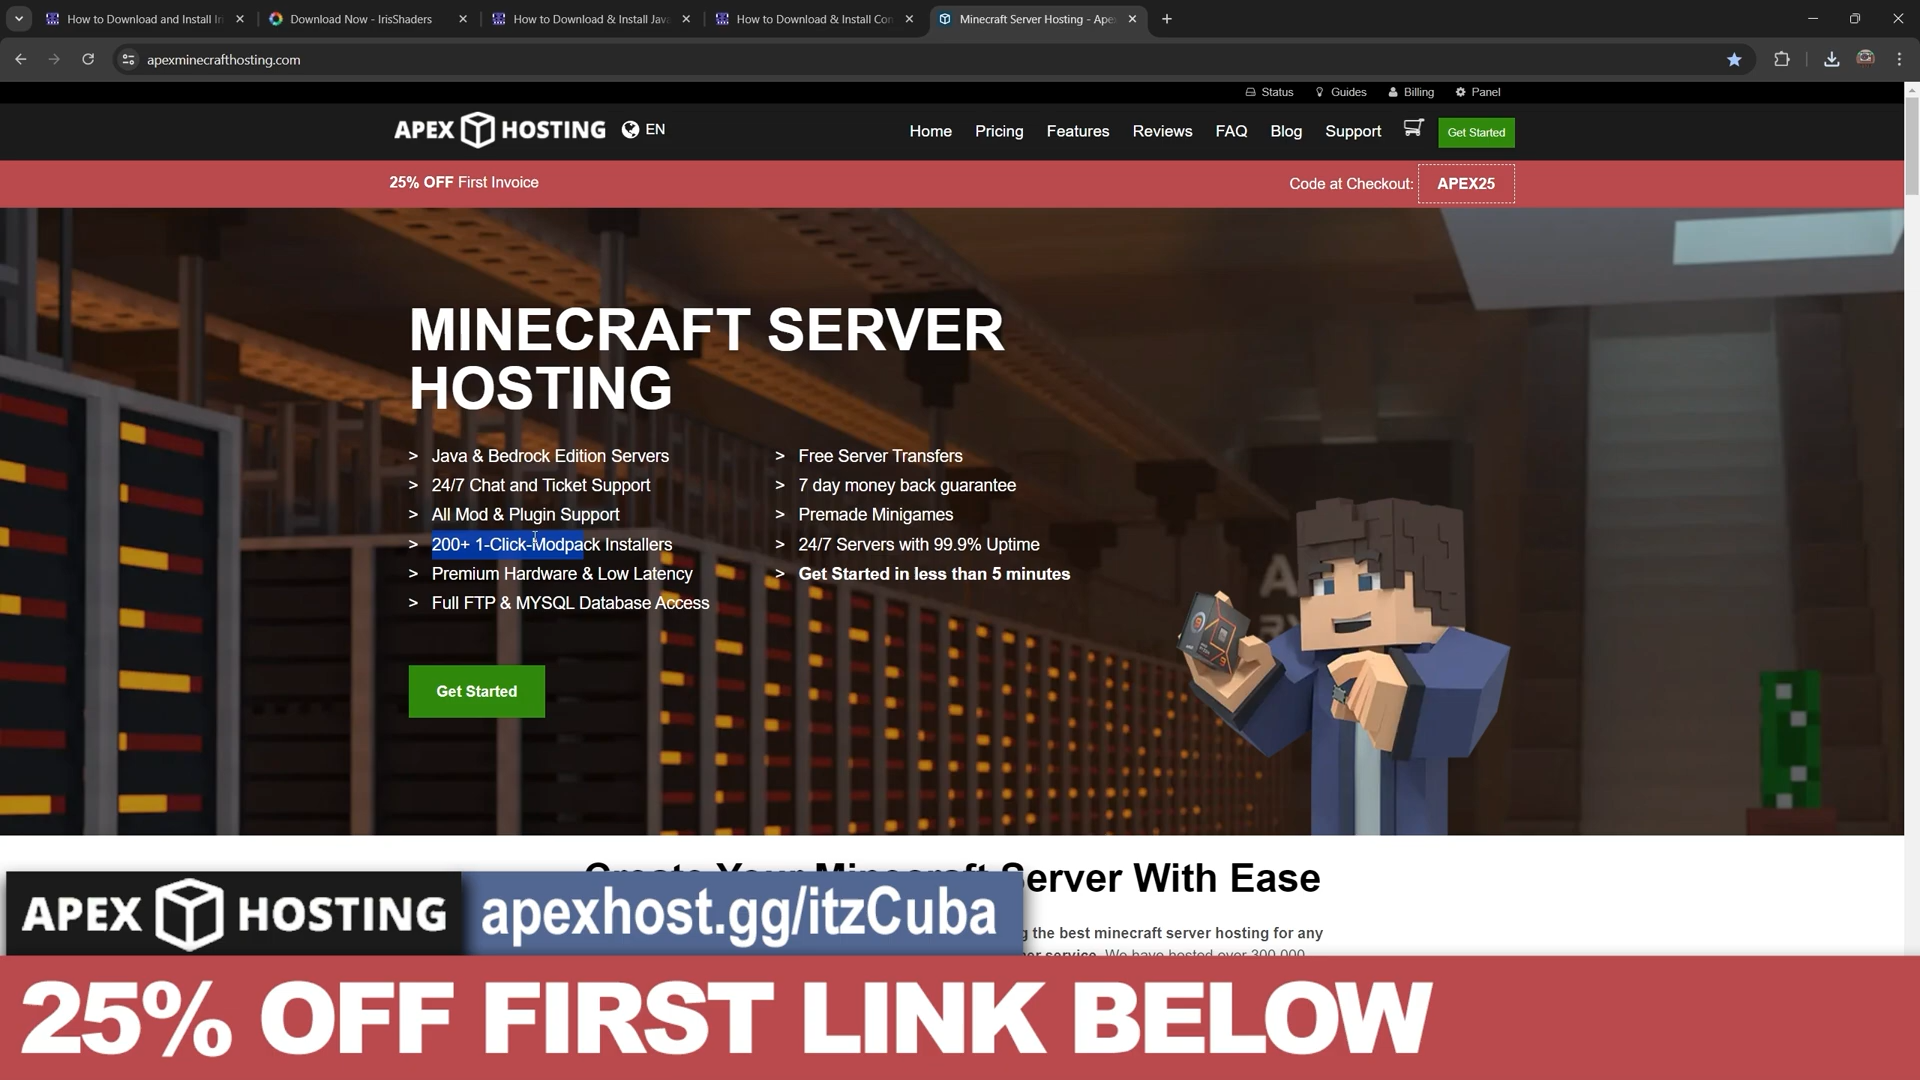 How to Download and Install Iri
Download Now - IrisShaders
How to Download & Install Java
How to Download & Install Con
Minecraft Server Hosting - Apex
apexminecrafthosting.com
Status
Guides
Billing
Panel
APEX HOSTING
EN
Home
Pricing
Features
Reviews
FAQ
Blog
Support
Get Started
25% OFF First Invoice
Code at Checkout:
APEX25
MINECRAFT SERVER
HOSTING
> Java & Bedrock Edition Servers
> 24/7 Chat and Ticket Support
> All Mod & Plugin Support
> 200+ 1-Click-Modpack Installers
> Premium Hardware & Low Latency
> Full FTP & MYSQL Database Access
> Free Server Transfers
> 7 day money back guarantee
> Premade Minigames
> 24/7 Servers with 99.9% Uptime
> Get Started in less than 5 minutes
Get Started
Create Your Minecraft Server With Ease
the best minecraft server hosting for any
service. We have hosted over 300,000
APEX HOSTING
apexhost.gg/itzCuba
25% OFF FIRST LINK BELOW